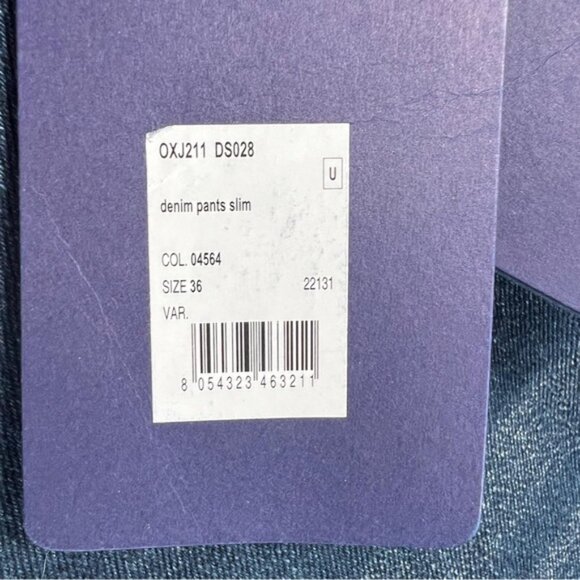 OXJ211 DS028
U
denim pants slim
COL. 04564
SIZE 36 22131
VAR.
8 054323 463211